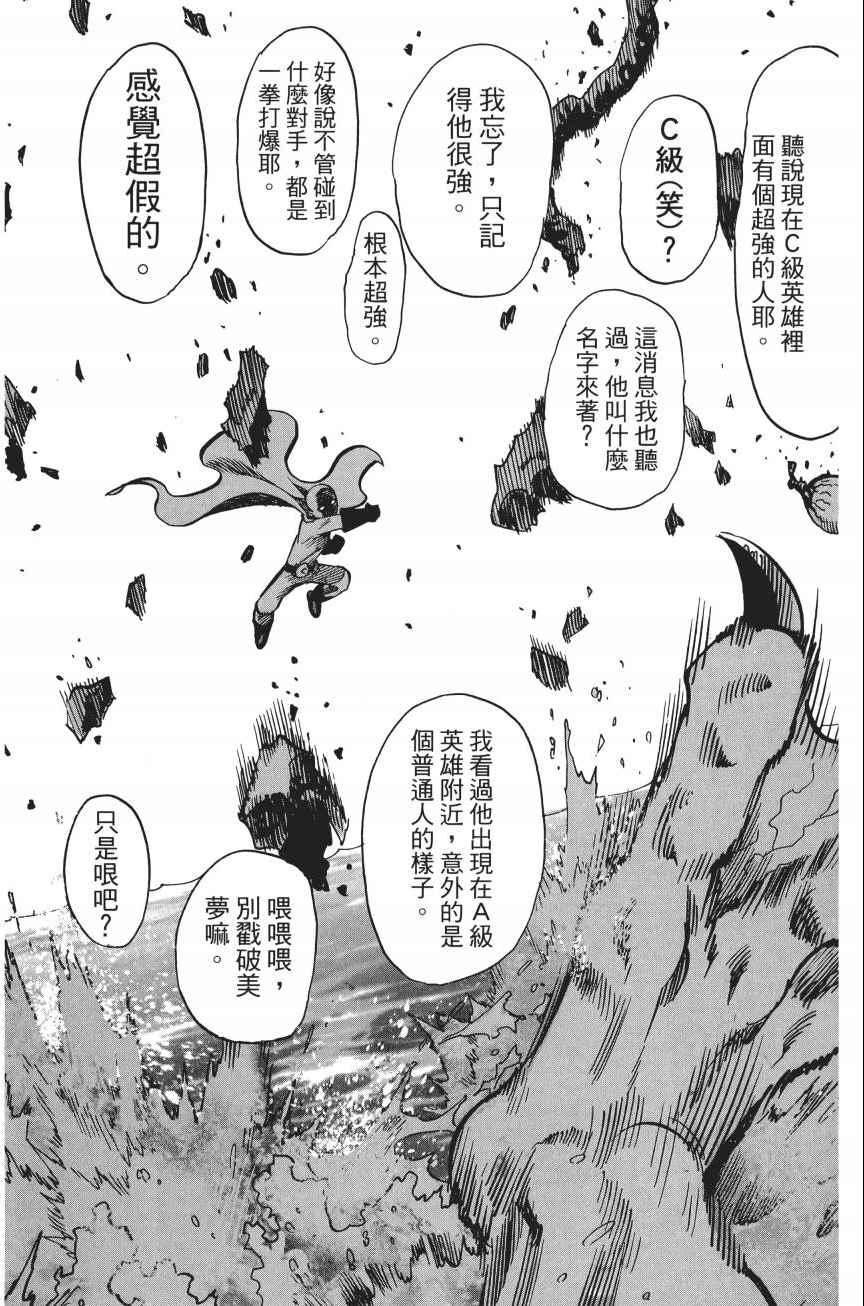 聽說現在C級英雄裡
面有個超強的人耶。
C級(笑)?
這消息我也聽
過，他叫什麼
名字來著?
我忘了，只記
得他很強。
根本超強。
好像說不管碰到
什麼對手，都是
一拳打爆耶。
感覺超假的。
我看過他出現在A級
英雄附近，意外的是
個普通人的樣子。
喂喂喂，
別戳破美
夢嘛。
只是哏吧?